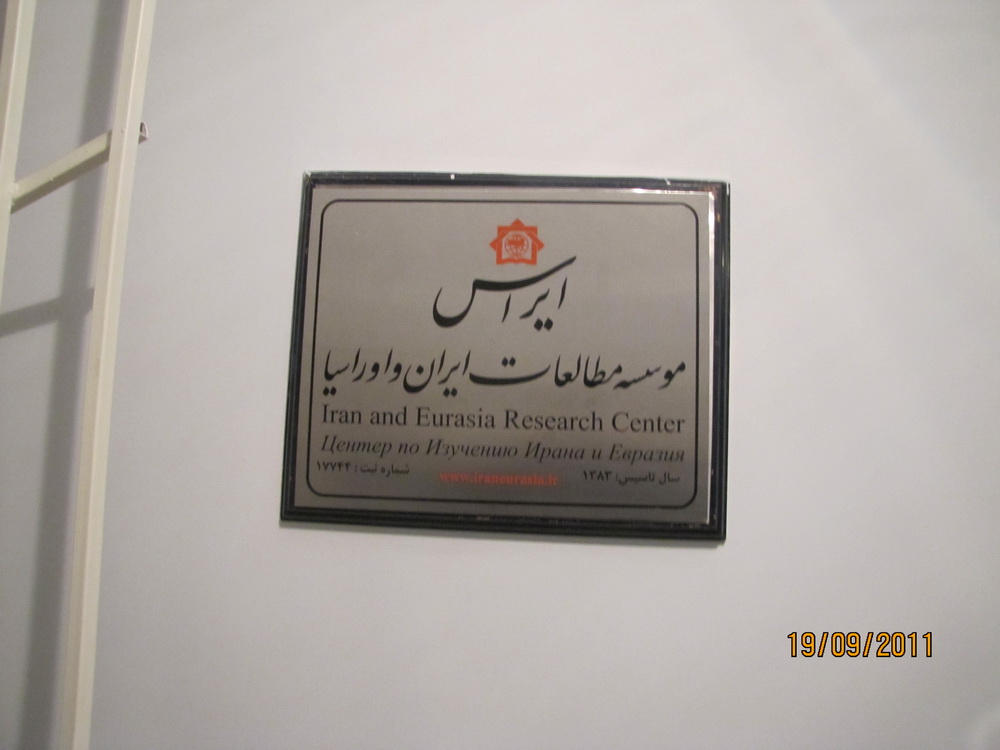 ایراس
موسسه مطالعات ایران و اوراسیا
Iran and Eurasia Research Center
Центер по Изучению Ирана и Евразия
سال تاسیس: ۱۳۸۳
www.iraneurasia.ir
شماره ثبت: ۱۷۷۴۴
19/09/2011